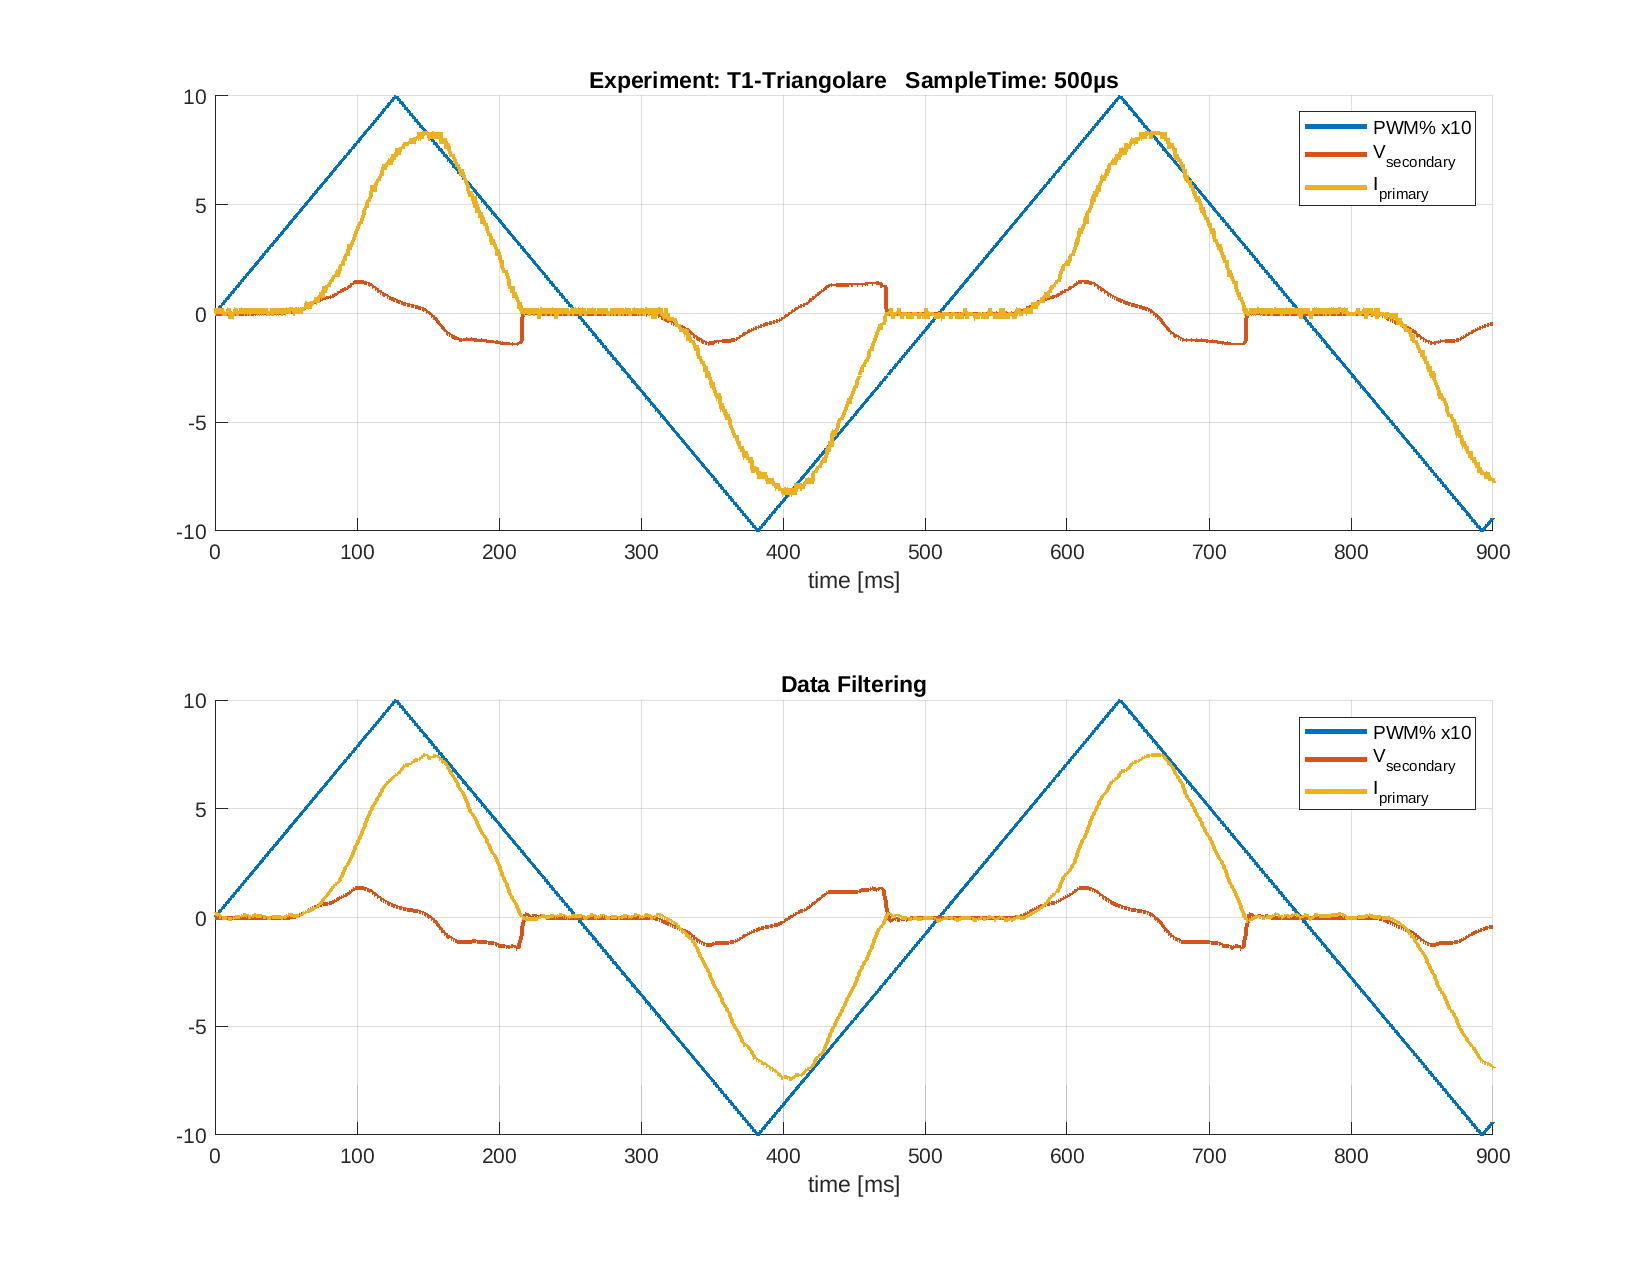 Experiment: T1-Triangolare   SampleTime: 500µs
10
5
0
-5
-10
0 100 200 300 400 500 600 700 800 900
time [ms]
PWM% x10
Vsecondary
Iprimary
Data Filtering
10
5
0
-5
-10
0 100 200 300 400 500 600 700 800 900
time [ms]
PWM% x10
Vsecondary
Iprimary